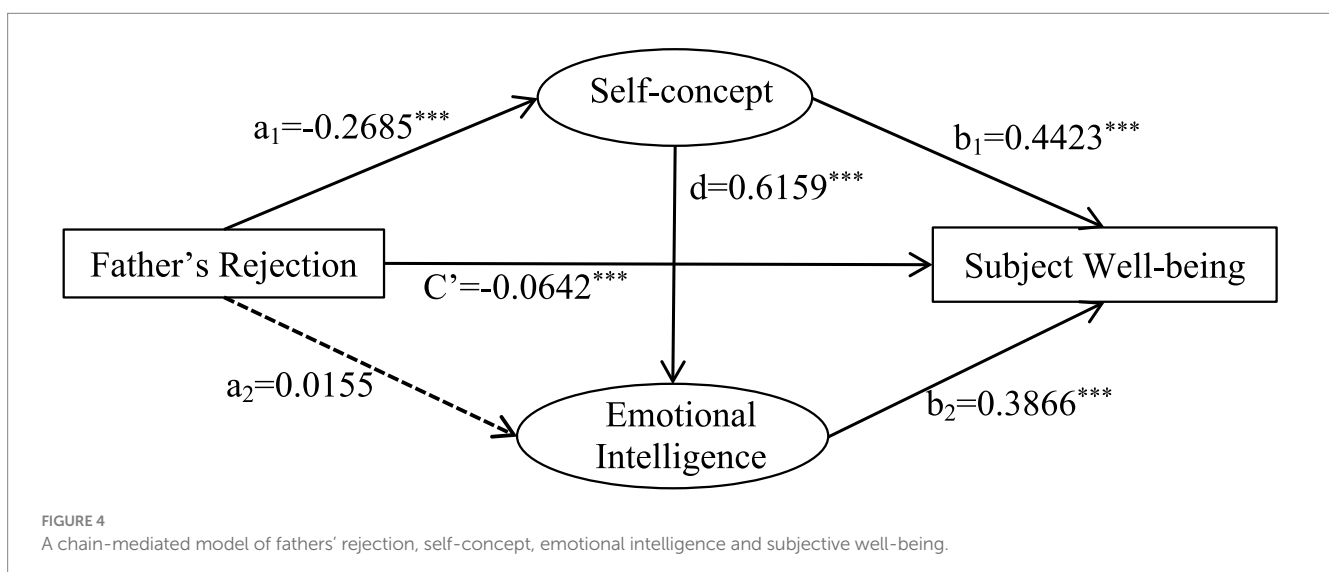 Self-concept
a₁=-0.2685***
b₁=0.4423***
d=0.6159***
Father’s Rejection
Subject Well-being
C’=-0.0642***
a₂=0.0155
b₂=0.3866***
Emotional
Intelligence
FIGURE 4
A chain-mediated model of fathers’ rejection, self-concept, emotional intelligence and subjective well-being.